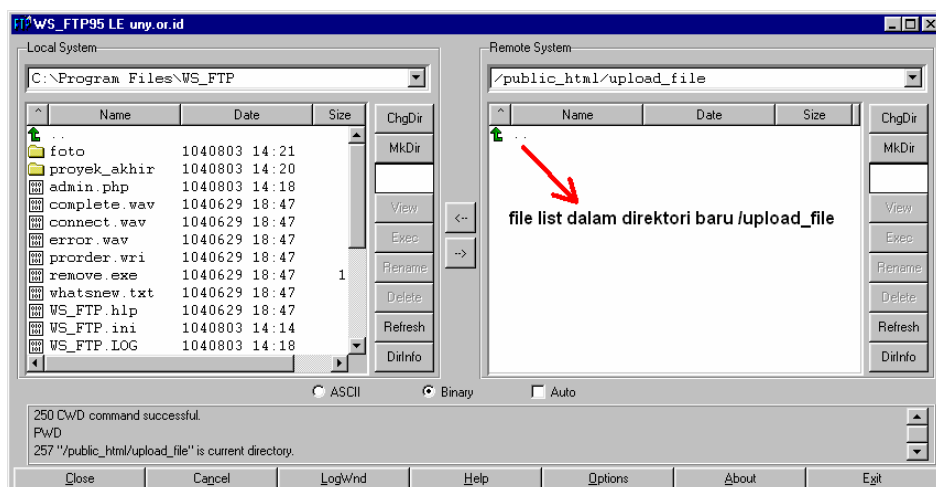 WS_FTP95 LE uny.or.id
Local System
C:\Program Files\WS_FTP
^ Name Date Size
..
foto 1040803 14:21
proyek_akhir 1040803 14:20
admin.php 1040803 14:18
complete.wav 1040629 18:47
connect.wav 1040629 18:47
error.wav 1040629 18:47
prorder.wri 1040629 18:47
remove.exe 1040629 18:47 1
whatsnew.txt 1040629 18:47
WS_FTP.hlp 1040629 18:47
WS_FTP.ini 1040803 14:14
WS_FTP.LOG 1040803 14:18
ChgDir
MkDir
View
Exec
Rename
Delete
Refresh
DirInfo
<--
-->
Remote System
/public_html/upload_file
^ Name Date Size
..
file list dalam direktori baru /upload_file
ChgDir
MkDir
View
Exec
Rename
Delete
Refresh
DirInfo
ASCII Binary Auto
250 CWD command successful.
PWD
257 "/public_html/upload_file" is current directory.
Close Cancel LogWnd Help Options About Exit